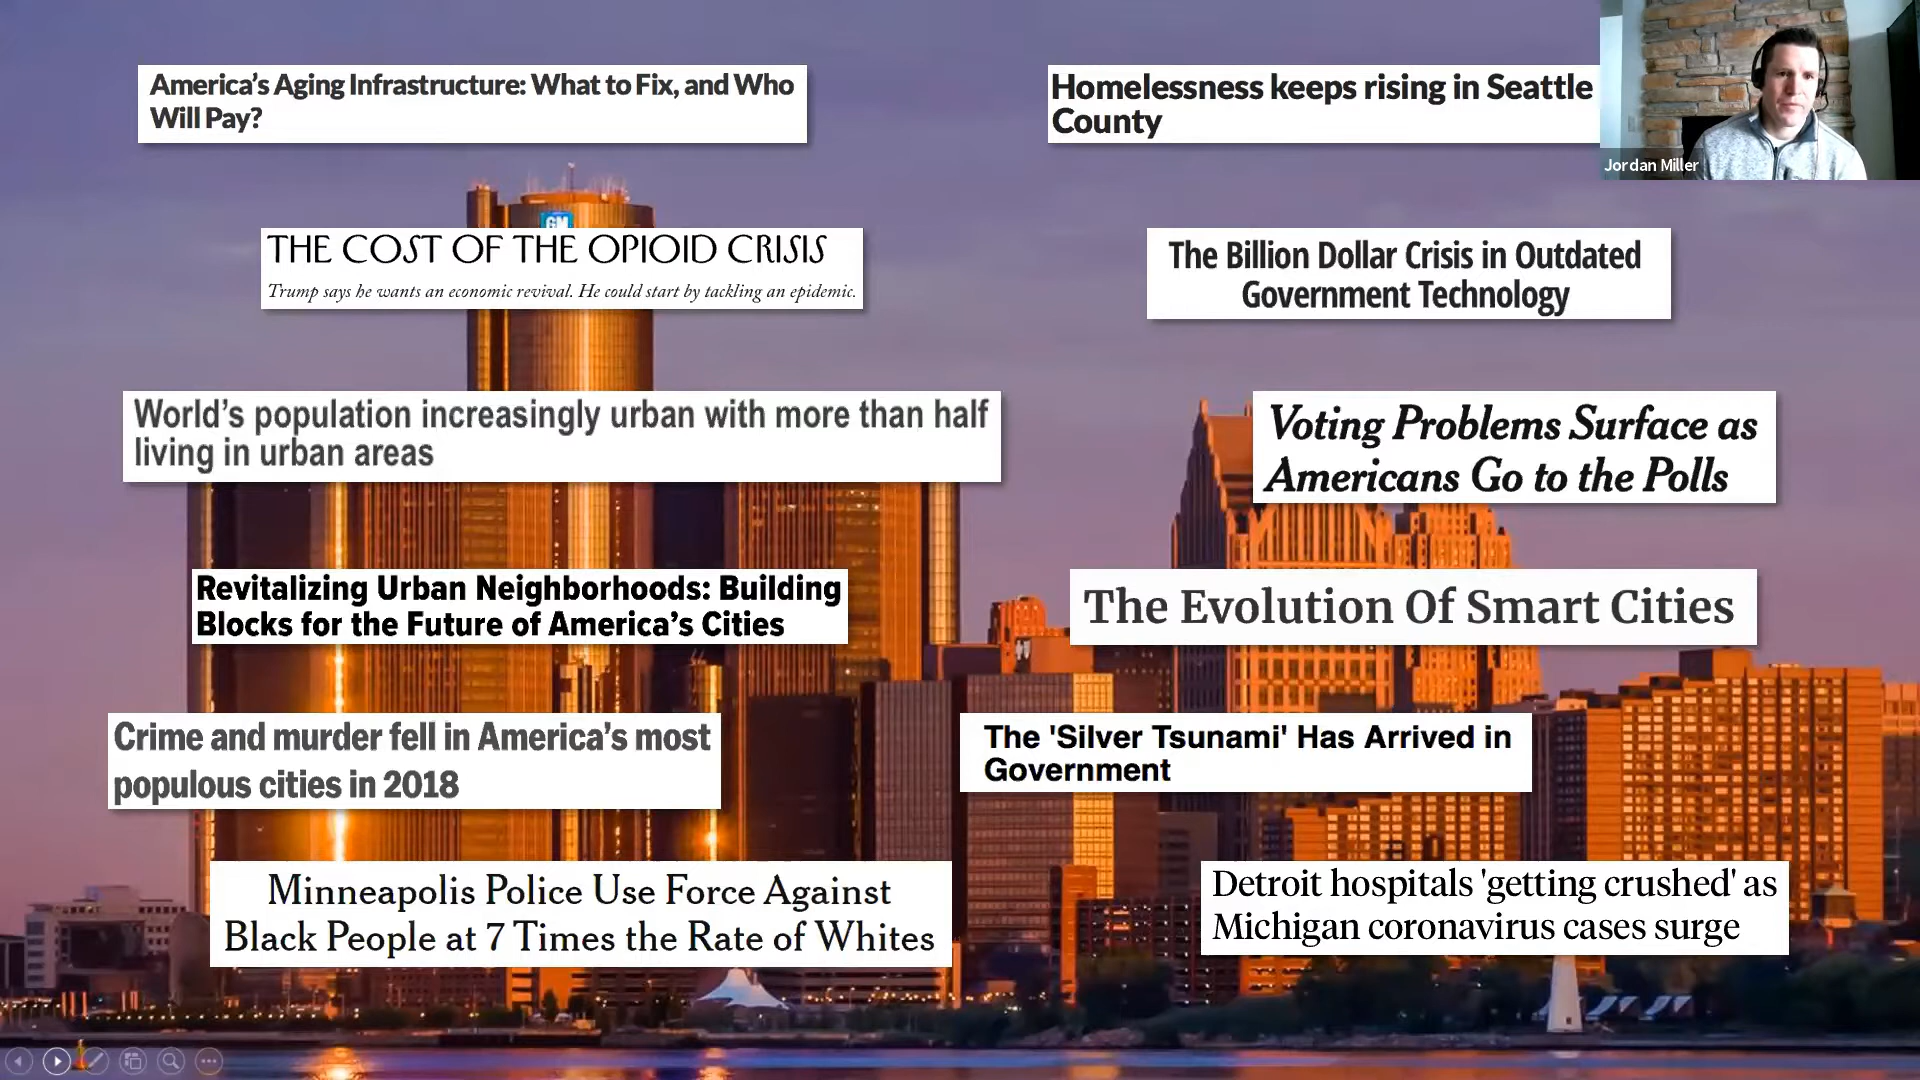 America's Aging Infrastructure: What to Fix, and Who
Will Pay?
Homelessness keeps rising in Seattle
County
Jordan Miller
GM
THE COST OF THE OPIOID CRISIS
Trump says he wants an economic revival. He could start by tackling an epidemic.
The Billion Dollar Crisis in Outdated
Government Technology
World's population increasingly urban with more than half
living in urban areas
Voting Problems Surface as
Americans Go to the Polls
Revitalizing Urban Neighborhoods: Building
Blocks for the Future of America's Cities
The Evolution Of Smart Cities
Crime and murder fell in America's most
populous cities in 2018
The 'Silver Tsunami' Has Arrived in
Government
Minneapolis Police Use Force Against
Black People at 7 Times the Rate of Whites
Detroit hospitals 'getting crushed' as
Michigan coronavirus cases surge